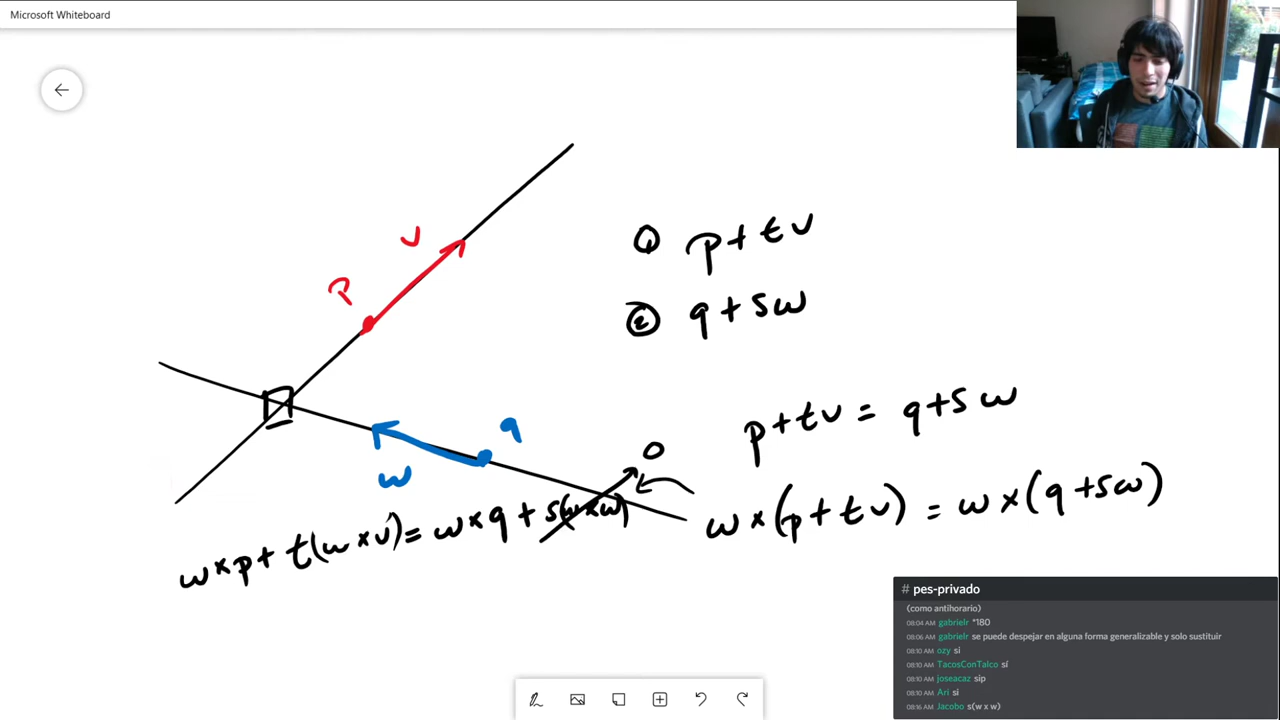 Microsoft Whiteboard
v
P
① p+tv
② q+sw
q
w
0
p+tv = q+sw
w×(p+tv) = w×(q+sw)
w×p+t(w×v)=w×q+s(w×w)
# pes-privado
(como antihorario)
08:04 AM gabrielr *180
08:06 AM gabrielr se puede despejar en alguna forma generalizable y solo sustituir
08:10 AM ozy si
08:10 AM TacosConTalco sí
08:10 AM joseacaz sip
08:10 AM Ari si
08:16 AM Jacobo s(w x w)